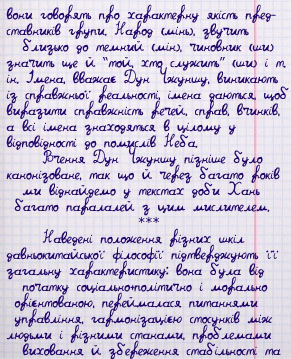 вони говорять про характерну якість пред-
ставників групи. Народ (мінь), звучить
близько до темний (мін), чиновник (ши)
значить ще й "той, хто служить" (ши) і т.
ін. Імена, вважає Дун Чжуншу, виникають
із справжньої реальності, імена даються, щоб
виразити справжність речей, справ, вчинків,
а всі імена знаходяться в цілому у
відповідності до помислів Неба.
Вчення Дун Чжуншу пізніше було
канонізоване, так що й через багато років
ми віднайдемо у текстах доби Хань
багато паралалей з цим мислителем.
***
Наведені положення різних шкіл
давньокитайської філософії підтверджують її
загальну характеристику: вона була від
початку соціально-політично і морально
орієнтованою, переймалася питаннями
управління, гармонізацією стосунків між
людьми і різними станами, проблемами
виховання й збереження стабільності та